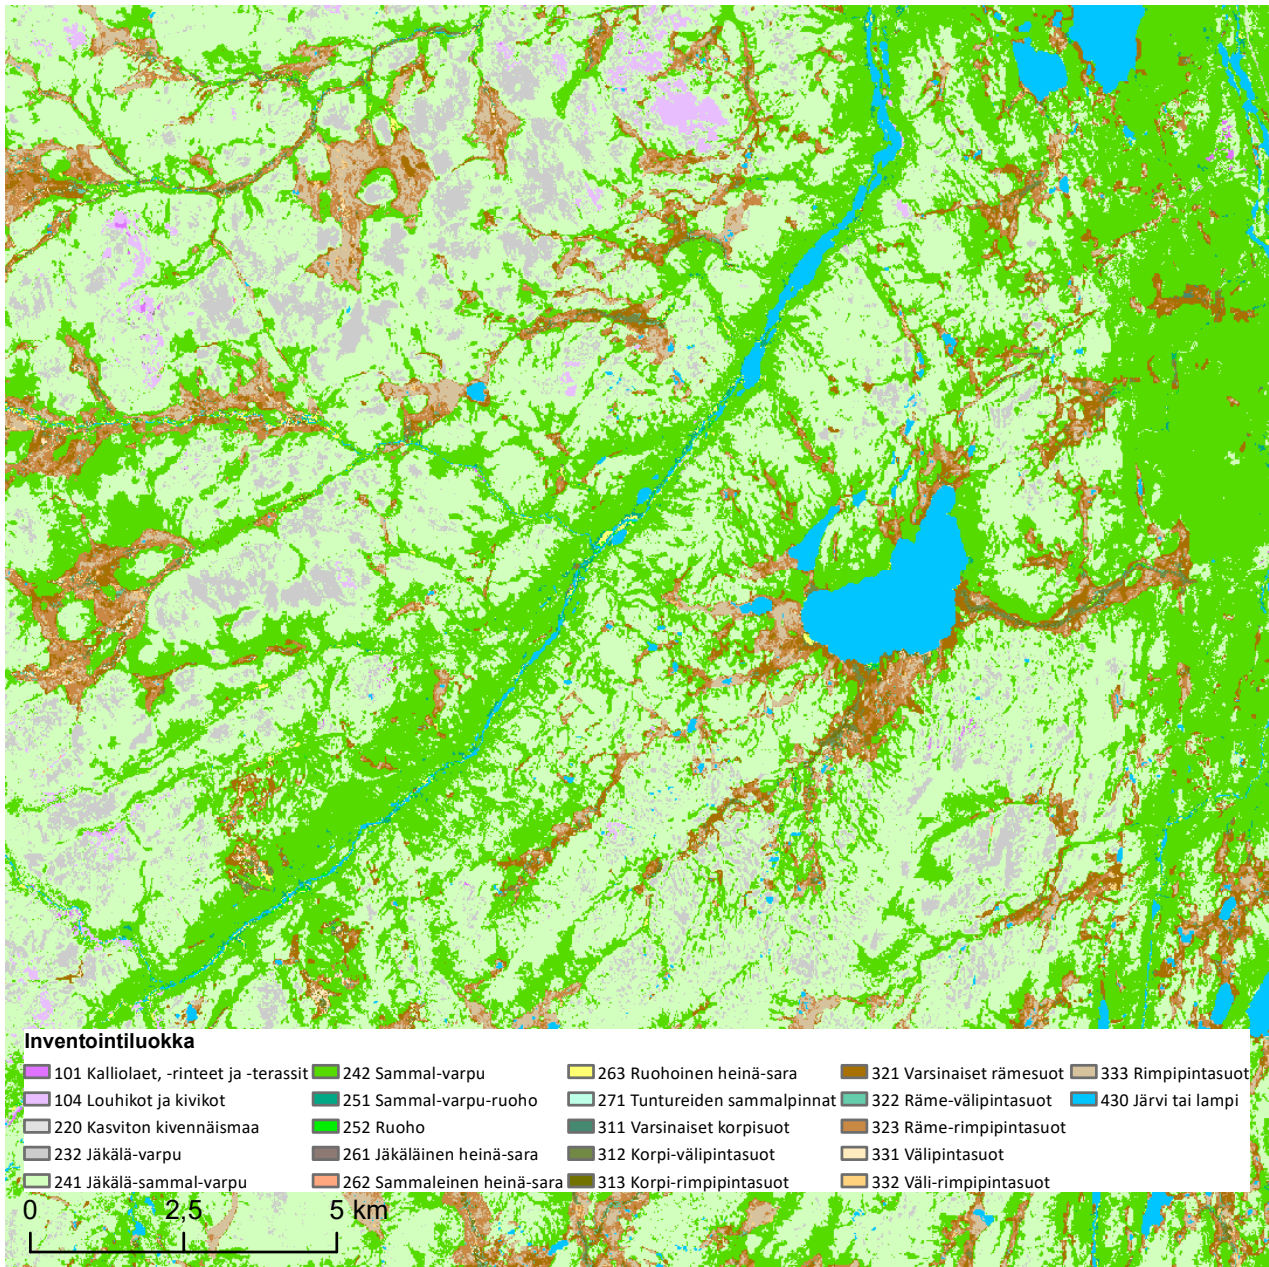 Inventointiluokka
101 Kalliolaet, -rinteet ja -terassit
104 Louhikot ja kivikot
220 Kasviton kivennäismaa
232 Jäkälä-varpu
241 Jäkälä-sammal-varpu
242 Sammal-varpu
251 Sammal-varpu-ruoho
252 Ruoho
261 Jäkäläinen heinä-sara
262 Sammaleinen heinä-sara
263 Ruohoinen heinä-sara
271 Tuntureiden sammalpinnat
311 Varsinaiset korpisuot
312 Korpi-välipintasuot
313 Korpi-rimpipintasuot
321 Varsinaiset rämesuot
322 Räme-välipintasuot
323 Räme-rimpipintasuot
331 Välipintasuot
332 Väli-rimpipintasuot
333 Rimpipintasuot
430 Järvi tai lampi
0 2,5 5 km